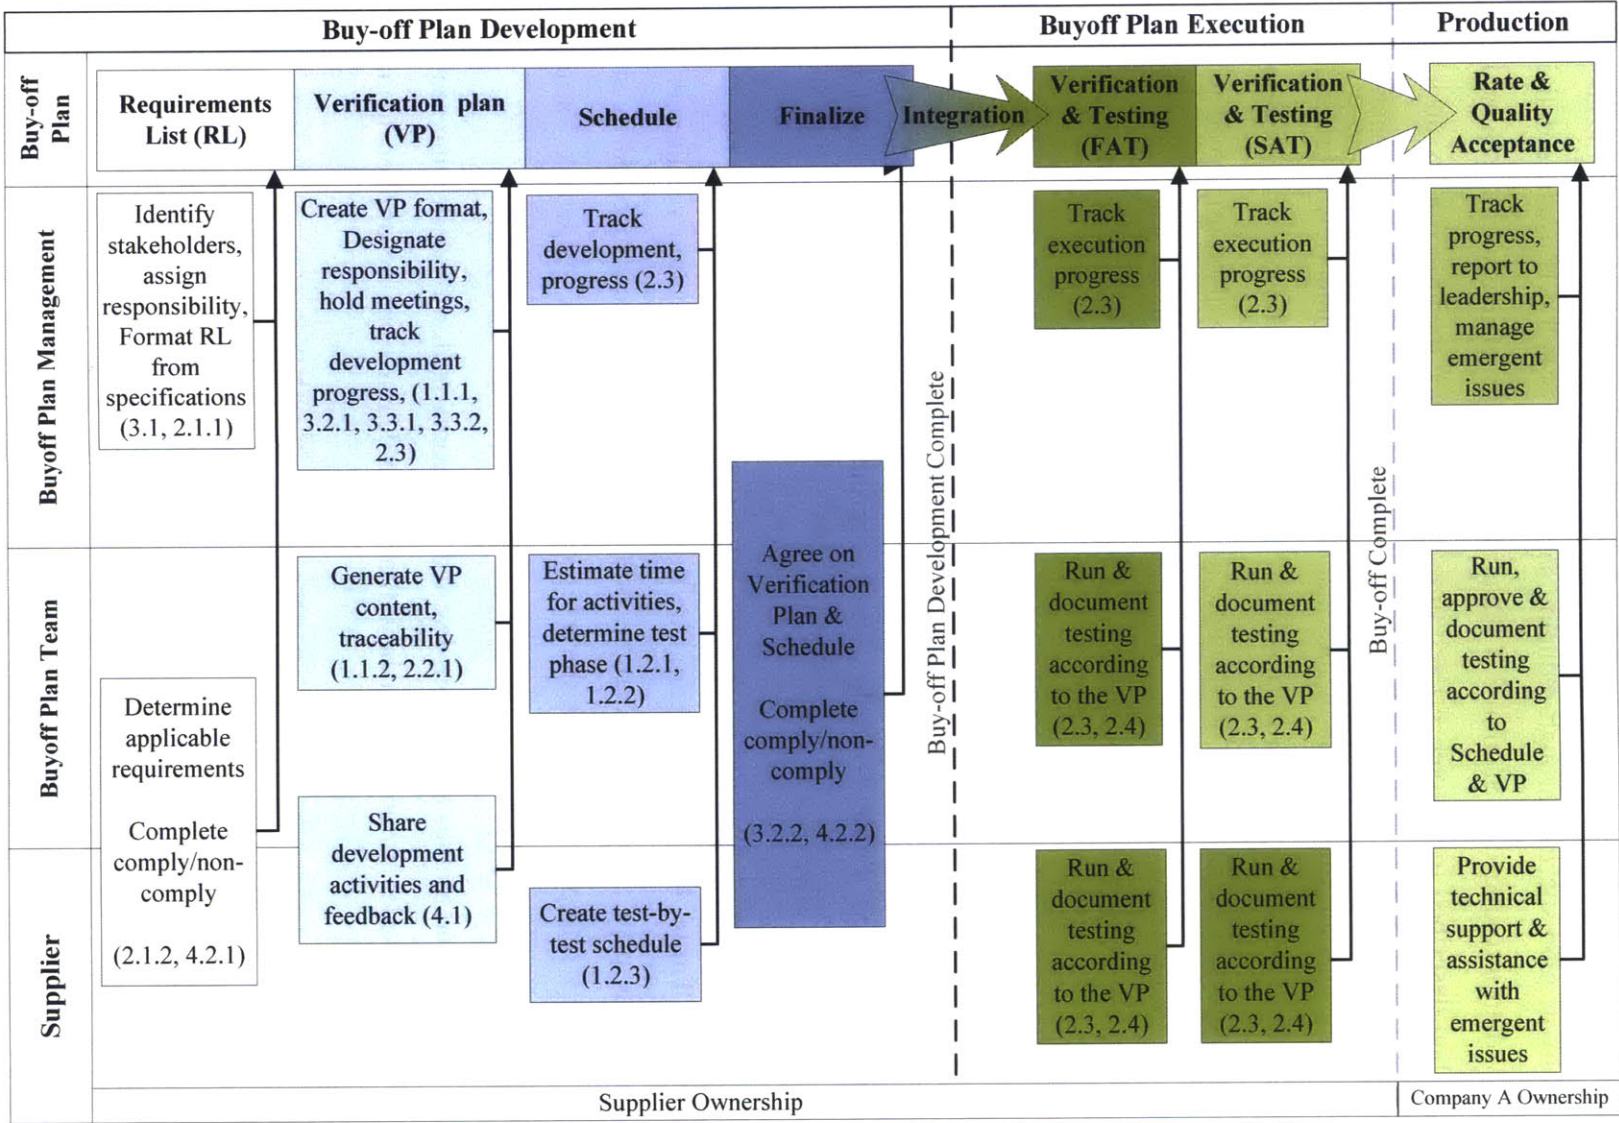 Buy-off Plan Development
Buyoff Plan Execution
Production
Buy-off
Plan
Requirements
List (RL)
Verification plan
(VP)
Schedule
Finalize
Integration
Verification
& Testing
(FAT)
Verification
& Testing
(SAT)
Rate &
Quality
Acceptance
Buyoff Plan Management
Identify
stakeholders,
assign
responsibility,
Format RL
from
specifications
(3.1, 2.1.1)
Create VP format,
Designate
responsibility,
hold meetings,
track
development
progress, (1.1.1,
3.2.1, 3.3.1, 3.3.2,
2.3)
Track
development,
progress (2.3)
Track
execution
progress
(2.3)
Track
execution
progress
(2.3)
Track
progress,
report to
leadership,
manage
emergent
issues
Buyoff Plan Team
Determine
applicable
requirements
Complete
comply/non-
comply
(2.1.2, 4.2.1)
Generate VP
content,
traceability
(1.1.2, 2.2.1)
Estimate time
for activities,
determine test
phase (1.2.1,
1.2.2)
Agree on
Verification
Plan &
Schedule
Complete
comply/non-
comply
(3.2.2, 4.2.2)
Buy-off Plan Development Complete
Run &
document
testing
according
to the VP
(2.3, 2.4)
Run &
document
testing
according
to the VP
(2.3, 2.4)
Buy-off Complete
Run,
approve &
document
testing
according
to
Schedule
& VP
Supplier
Share
development
activities and
feedback (4.1)
Create test-by-
test schedule
(1.2.3)
Run &
document
testing
according
to the VP
(2.3, 2.4)
Run &
document
testing
according
to the VP
(2.3, 2.4)
Provide
technical
support &
assistance
with
emergent
issues
Supplier Ownership
Company A Ownership